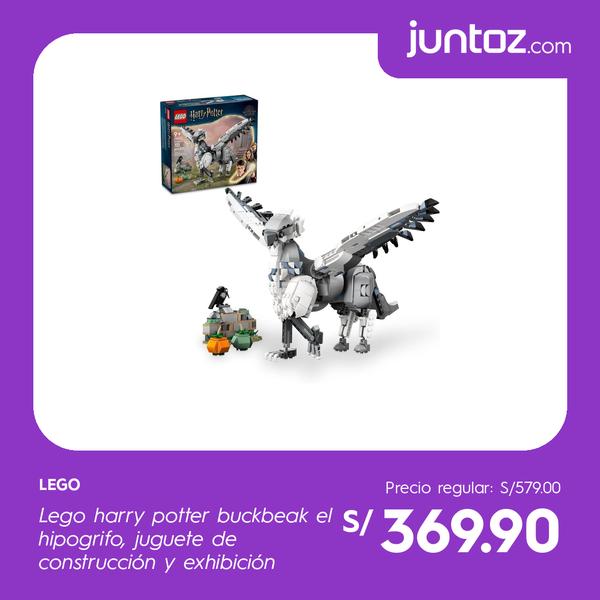 juntoz.com
LEGO
Harry Potter
9+
LEGO
Precio regular: S/579.00
Lego harry potter buckbeak el
hipogrifo, juguete de
construcción y exhibición
S/ 369.90